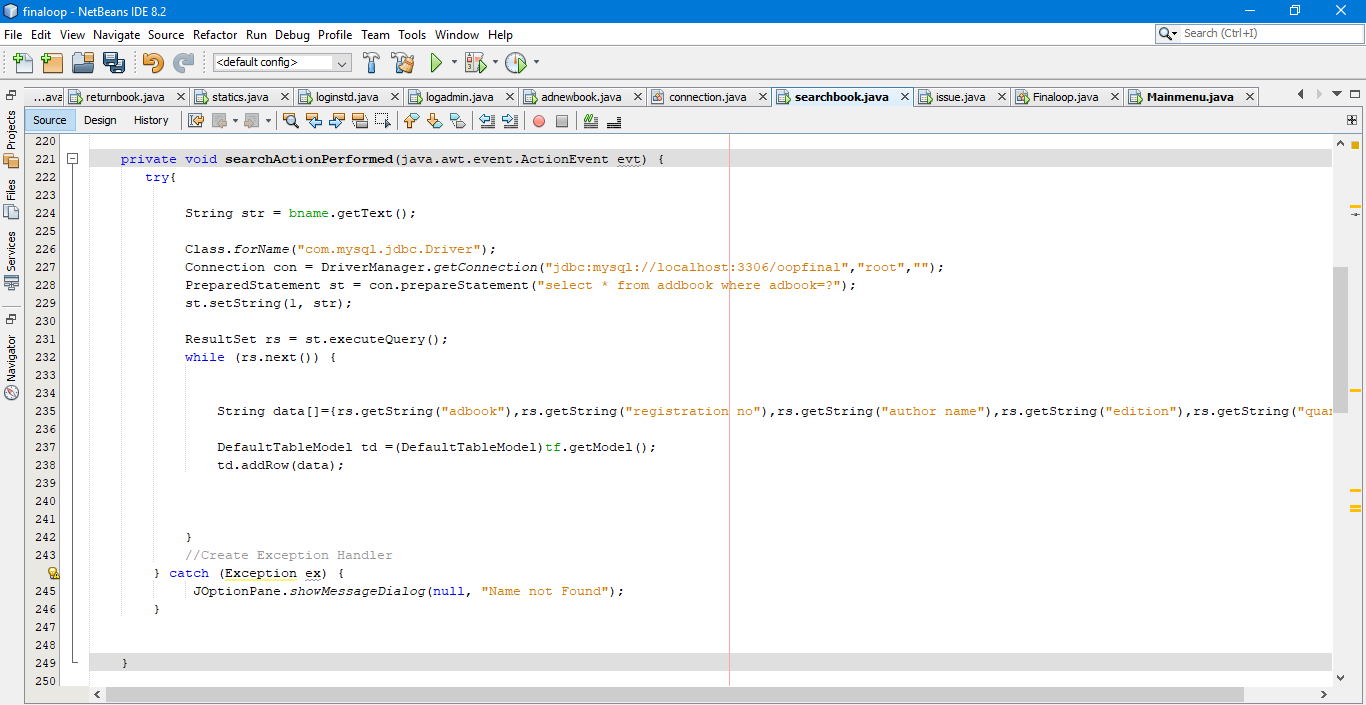 finaloop - NetBeans IDE 8.2
File Edit View Navigate Source Refactor Run Debug Profile Team Tools Window Help
Search (Ctrl+I)
<default config>
...ava returnbook.java statics.java loginstd.java logadmin.java adnewbook.java connection.java searchbook.java issue.java Finaloop.java Mainmenu.java
Source Design History
Projects
Files
Services
Navigator
220
221 private void searchActionPerformed(java.awt.event.ActionEvent evt) {
222 try{
223
224 String str = bname.getText();
225
226 Class.forName("com.mysql.jdbc.Driver");
227 Connection con = DriverManager.getConnection("jdbc:mysql://localhost:3306/oopfinal","root","");
228 PreparedStatement st = con.prepareStatement("select * from addbook where adbook=?");
229 st.setString(1, str);
230
231 ResultSet rs = st.executeQuery();
232 while (rs.next()) {
233
234
235 String data[]={rs.getString("adbook"),rs.getString("registration no"),rs.getString("author name"),rs.getString("edition"),rs.getString("quan
236
237 DefaultTableModel td =(DefaultTableModel)tf.getModel();
238 td.addRow(data);
239
240
241
242 }
243 //Create Exception Handler
} catch (Exception ex) {
245 JOptionPane.showMessageDialog(null, "Name not Found");
246 }
247
248
249 }
250